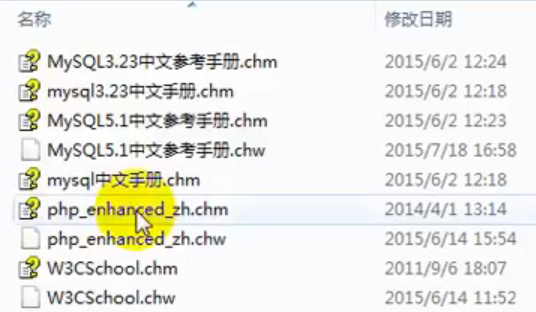 名称 修改日期
MySQL3.23中文参考手册.chm 2015/6/2 12:24
mysql3.23中文手册.chm 2015/6/2 12:18
MySQL5.1中文参考手册.chm 2015/6/2 12:23
MySQL5.1中文参考手册.chw 2015/7/18 16:58
mysql中文手册.chm 2015/6/2 12:18
php_enhanced_zh.chm 2014/4/1 13:14
php_enhanced_zh.chw 2015/6/14 15:54
W3CSchool.chm 2011/9/6 18:07
W3CSchool.chw 2015/6/14 11:52